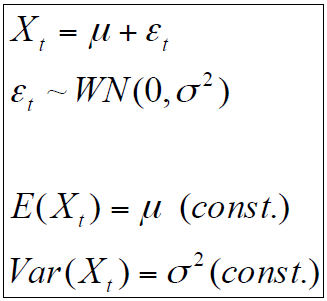 X_t = μ + ε_t
ε_t ~ WN(0, σ²)
E(X_t) = μ (const.)
Var(X_t) = σ² (const.)